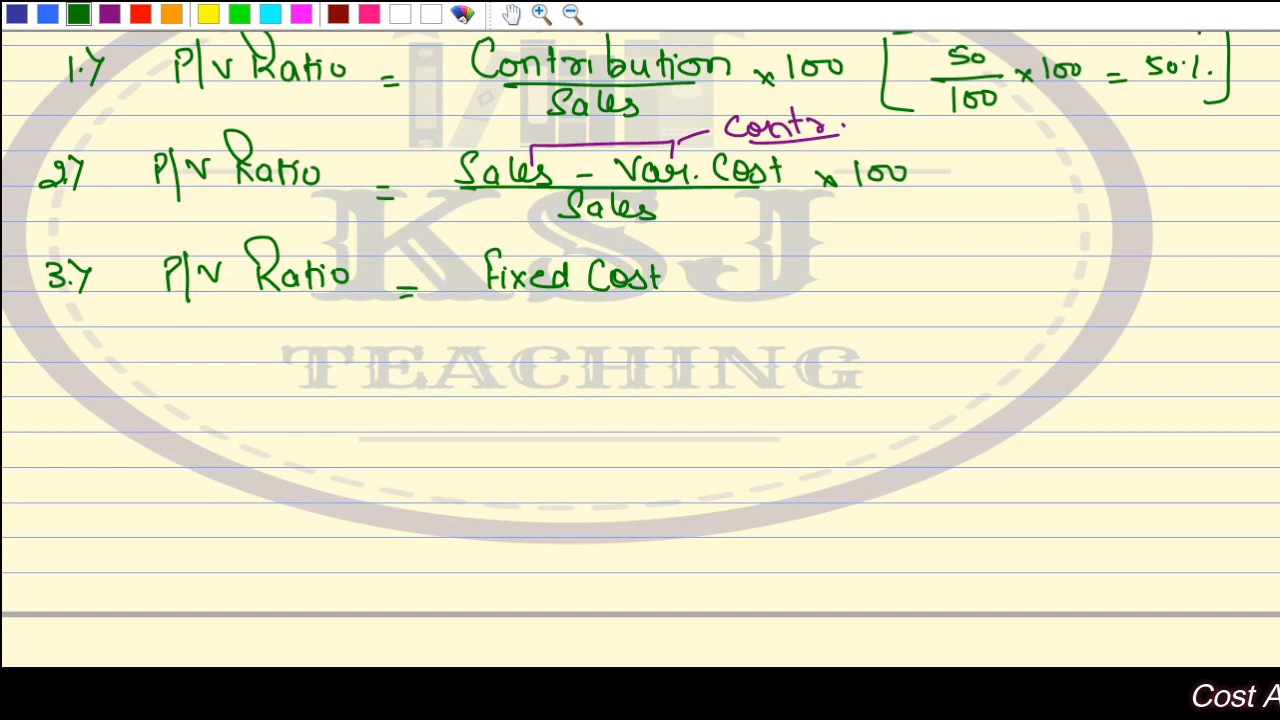 1.> P/V Ratio = Contribution / Sales × 100 [ 50 / 100 × 100 = 50%. ]
Contr.
2> P/V Ratio = Sales - Var. Cost / Sales × 100
3.> P/V Ratio = Fixed Cost
KSJ
TEACHING
Cost A